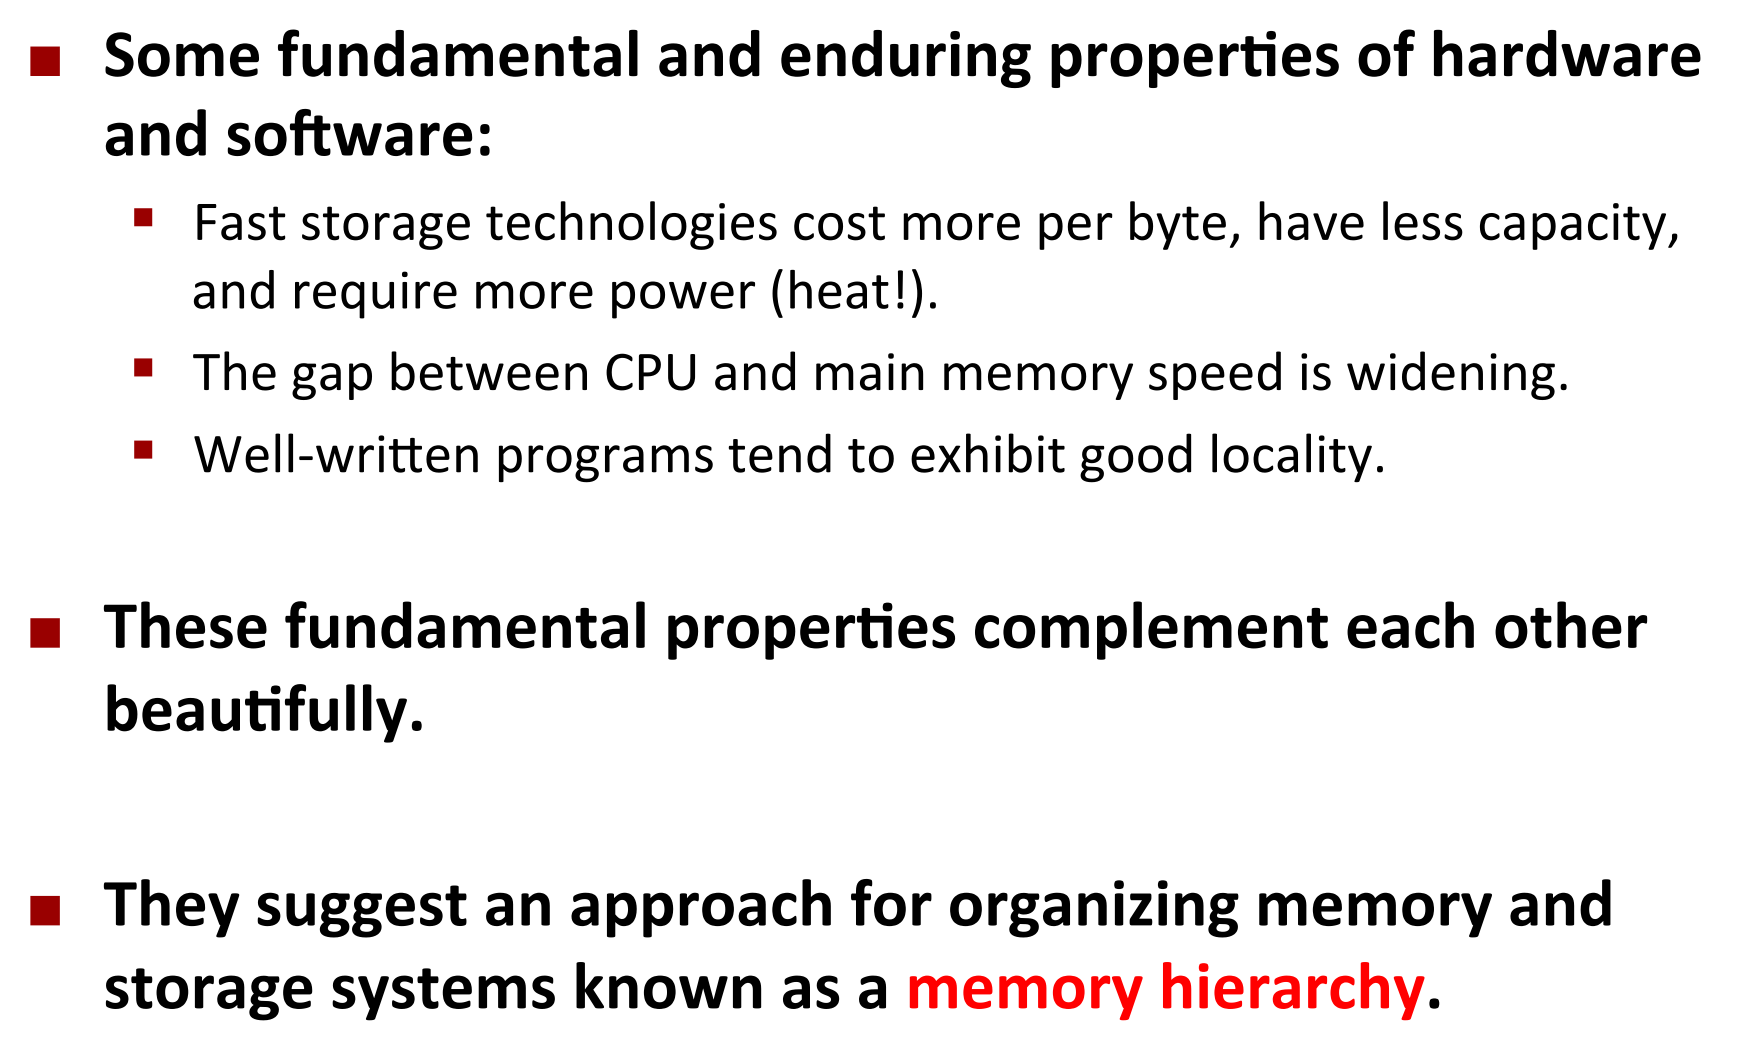 Some fundamental and enduring properties of hardware
and software:
Fast storage technologies cost more per byte, have less capacity,
and require more power (heat!).
The gap between CPU and main memory speed is widening.
Well-written programs tend to exhibit good locality.
These fundamental properties complement each other
beautifully.
They suggest an approach for organizing memory and
storage systems known as a memory hierarchy.